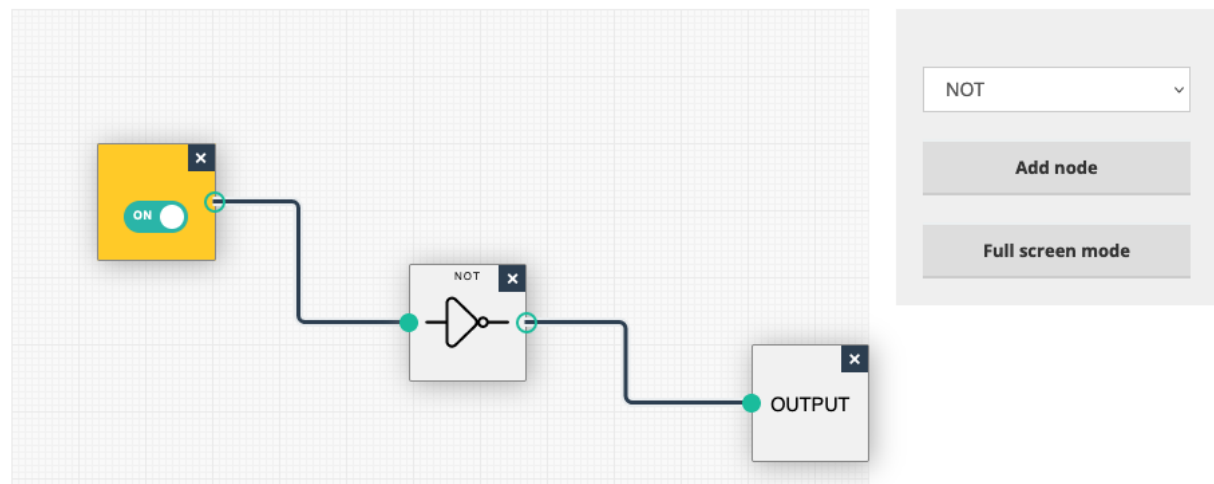 NOT
Add node
Full screen mode
ON
NOT
OUTPUT